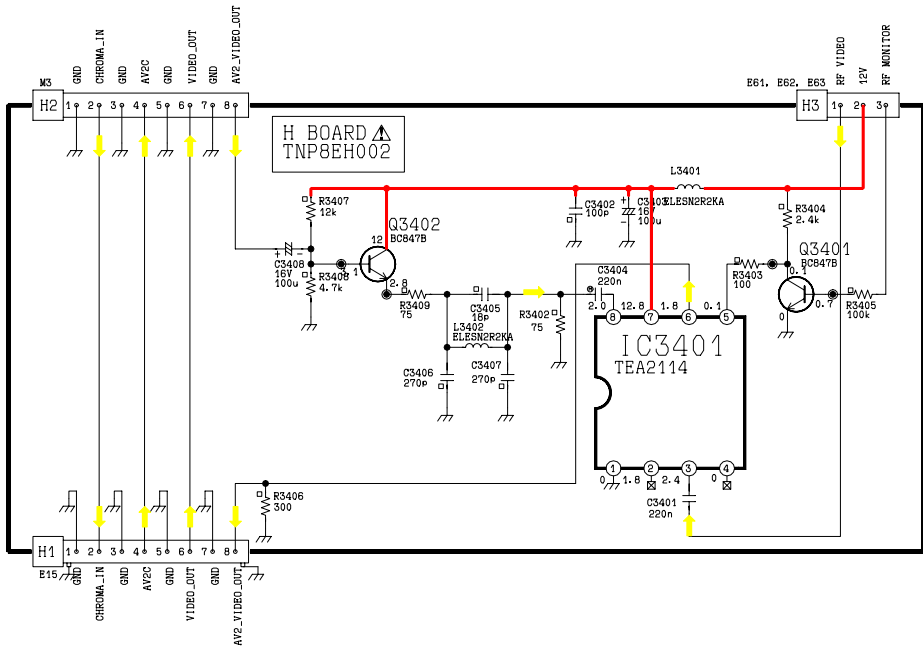 GND
CHROMA_IN
GND
AV2C
GND
VIDEO_OUT
GND
AV2_VIDEO_OUT
M3
H2 1 2 3 4 5 6 7 8
E61, E62, E63
RF VIDEO
12V
RF MONITOR
H3 1 2 3
H BOARD ⚠
TNP8EH002
L3401
ELESN2R2KA
R3407
12k
C3402
100p
C3403
16V
100u
R3404
2.4k
Q3402
BC847B
12
1
2.8
Q3401
BC847B
0.1
0.7
0
C3408
16V
100u
R3408
4.7k
R3403
100
R3405
100k
R3409
75
C3405
18p
L3402
ELESN2R2KA
R3402
75
C3404
220n
2.0 8 12.8 7 1.8 6 0.1 5
IC3401
TEA2114
C3406
270p
C3407
270p
0 1 1.8 2 2.4 3 0 4
C3401
220n
R3406
300
H1 1 2 3 4 5 6 7 8
E15
GND
CHROMA_IN
GND
AV2C
GND
VIDEO_OUT
GND
AV2_VIDEO_OUT